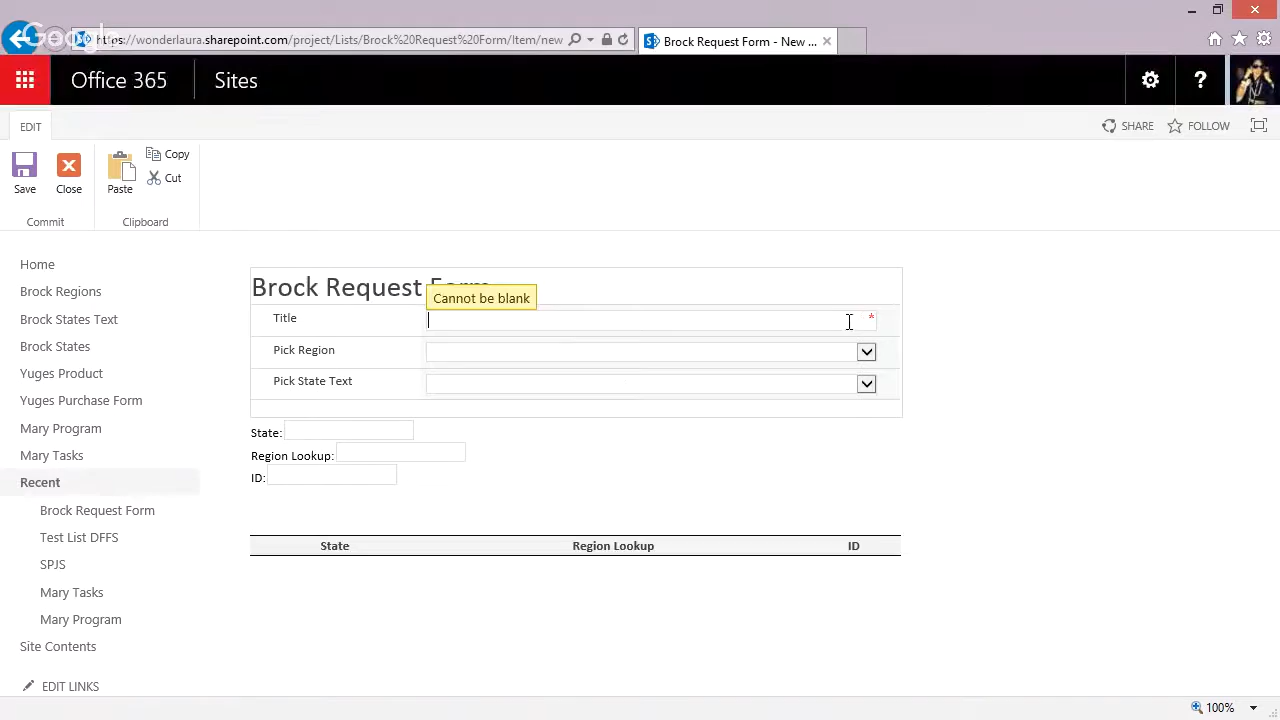 Google
https://wonderlaura.sharepoint.com/project/Lists/Brock%20Request%20Form/Item/new
Brock Request Form - New ...
Office 365
Sites
?
EDIT
SHARE
FOLLOW
Save
Close
Paste
Copy
Cut
Commit
Clipboard
Home
Brock Regions
Brock States Text
Brock States
Yuges Product
Yuges Purchase Form
Mary Program
Mary Tasks
Recent
Brock Request Form
Test List DFFS
SPJS
Mary Tasks
Mary Program
Site Contents
EDIT LINKS
Brock Request Form
Cannot be blank
Title
*
Pick Region
Pick State Text
State:
Region Lookup:
ID:
State Region Lookup ID
100%